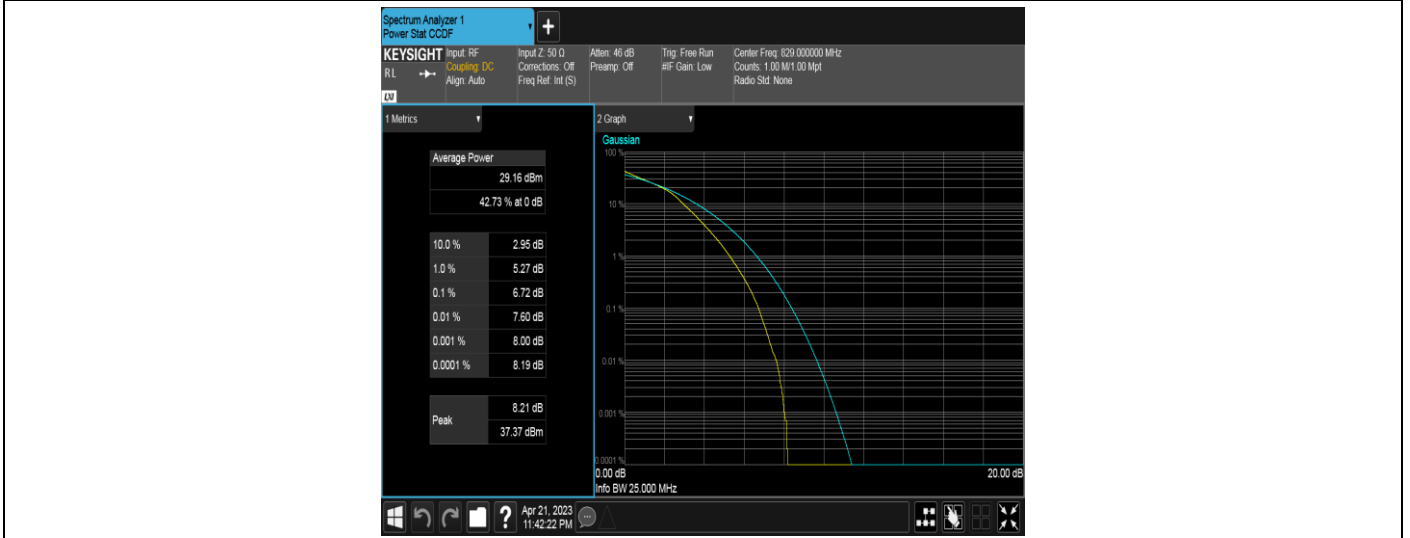 Spectrum Analyzer 1
Power Stat CCDF
+
KEYSIGHT Input: RF Input Z: 50 Ω Atten: 46 dB Trig: Free Run Center Freq: 829.000000 MHz
RL Coupling: DC Corrections: Off Preamp: Off #IF Gain: Low Counts: 1.00 M/1.00 Mpt
Align: Auto Freq Ref: Int (S) Radio Std: None
LXI
1 Metrics 2 Graph
Gaussian
Average Power
29.16 dBm
42.73 % at 0 dB
10.0 % 2.95 dB
1.0 % 5.27 dB
0.1 % 6.72 dB
0.01 % 7.60 dB
0.001 % 8.00 dB
0.0001 % 8.19 dB
Peak 8.21 dB
37.37 dBm
100 %
10 %
1 %
0.1 %
0.01 %
0.001 %
0.0001 %
0.00 dB 20.00 dB
Info BW 25.000 MHz
? Apr 21, 2023
11:42:22 PM